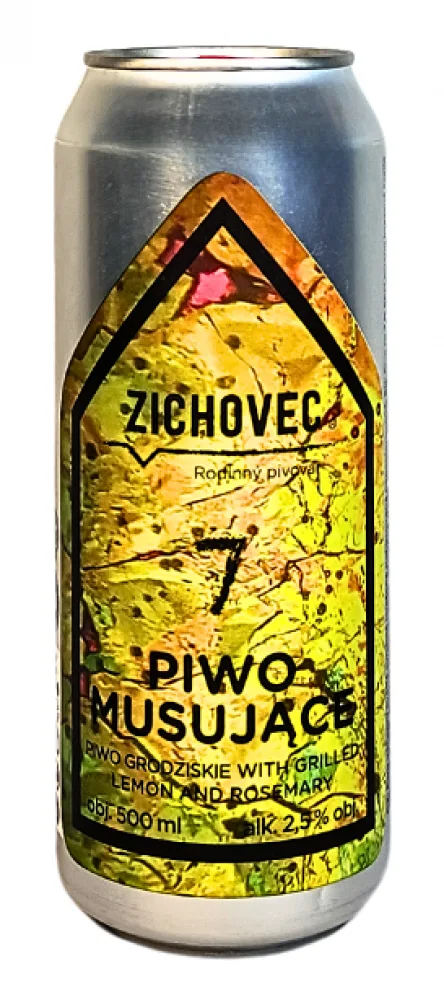 ZICHOVEC
Rodinný pivovar
7
PIWO
MUSUJĄCE
PIWO GRODZISKIE WITH GRILLED
LEMON AND ROSEMARY
obj. 500 ml alk. 2,5 % obj.